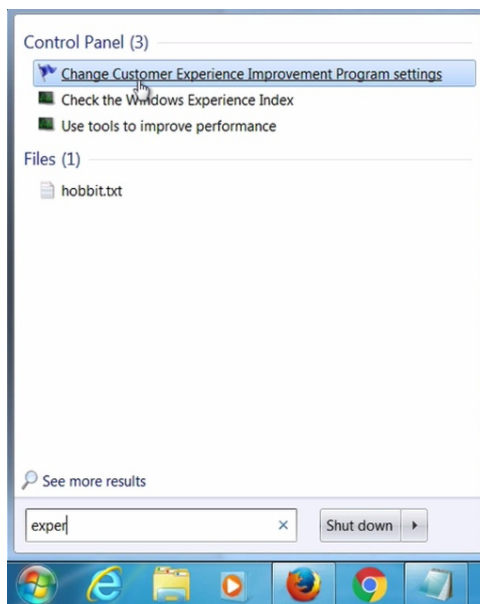 Control Panel (3)
Change Customer Experience Improvement Program settings
Check the Windows Experience Index
Use tools to improve performance
Files (1)
hobbit.txt
See more results
exper
Shut down